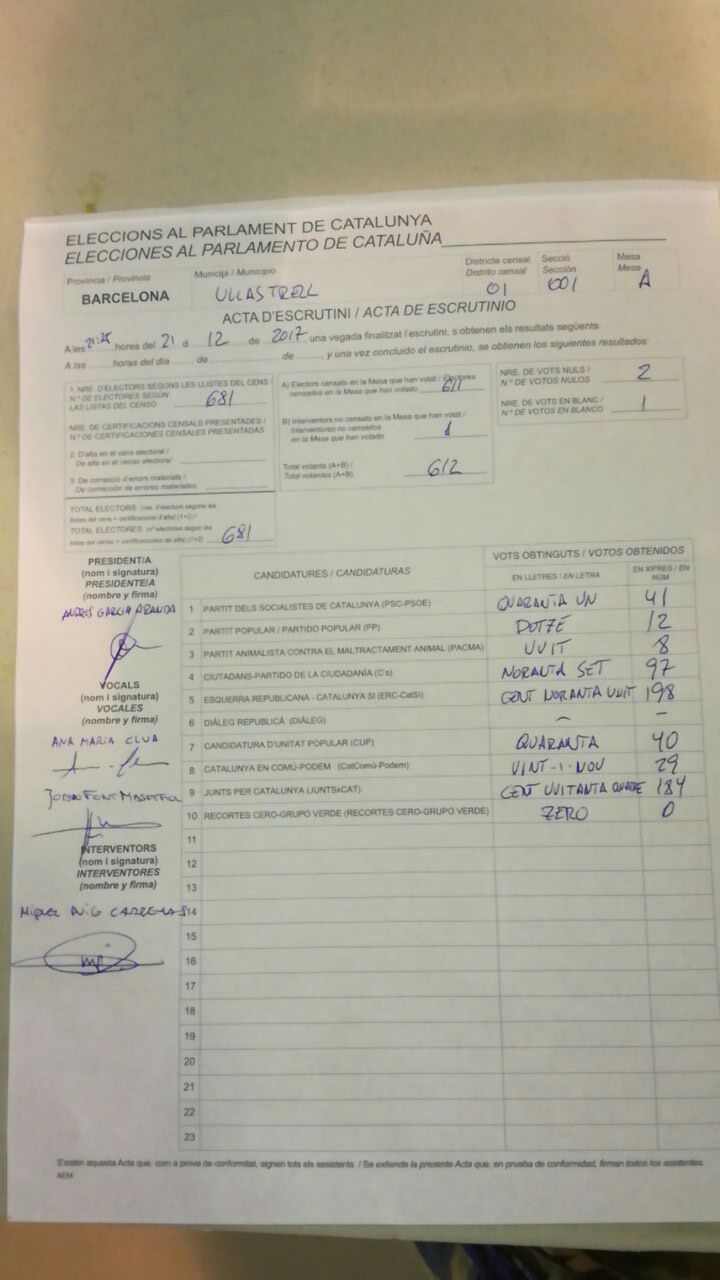 ELECCIONS AL PARLAMENT DE CATALUNYA
ELECCIONES AL PARLAMENTO DE CATALUÑA
Provincia / Provincia
BARCELONA
Municipi / Municipio
ULLASTRELL
Districte censal
Distrito censal
01
Secció
Sección
001
Mesa
Mesa
A
ACTA D'ESCRUTINI / ACTA DE ESCRUTINIO
A les 21:25 hores del 21 d 12 de 2017 una vegada finalitzat l'escrutini, s'obtenen els resultats següents:
A las horas del día de de , y una vez concluido el escrutinio, se obtienen los siguientes resultados:
1. NRE. D'ELECTORS SEGONS LES LLISTES DEL CENS /
N.º DE ELECTORES SEGÚN
LAS LISTAS DEL CENSO 681
NRE. DE CERTIFICACIONS CENSALS PRESENTADES /
N.º DE CERTIFICACIONES CENSALES PRESENTADAS
2. D'alta en el cens electoral /
De alta en el censo electoral:
3. De correcció d'errors materials /
De corrección de errores materiales
TOTAL ELECTORS: (nre. d'electors segons les
llistes del cens + certificacions d'alta) (1+2) /
TOTAL ELECTORES: (n.º electores según las
listas del censo + certificaciones de alta) (1+2) 681
A) Electors censats en la Mesa que han votat / Electores
censados en la Mesa que han votado 611
B) Interventors no censats en la Mesa que han votat /
Interventores no censados
en la Mesa que han votado 1
Total votants (A+B) /
Total votantes (A+B) 612
NRE. DE VOTS NULS /
N.º DE VOTOS NULOS 2
NRE. DE VOTS EN BLANC /
N.º DE VOTOS EN BLANCO 1
PRESIDENT/A
(nom i signatura)
PRESIDENTE/A
(nombre y firma)
ANDRES GARCIA ARANDA
VOCALS
(nom i signatura)
VOCALES
(nombre y firma)
ANA MARIA CLUA
FONT
INTERVENTORS
(nom i signatura)
INTERVENTORES
(nombre y firma)
MIQUEL PUIG CARRERAS
CANDIDATURES / CANDIDATURAS
VOTS OBTINGUTS / VOTOS OBTENIDOS
EN LLETRES / EN LETRA
EN XIFRES / EN NÚM
1 PARTIT DELS SOCIALISTES DE CATALUNYA (PSC-PSOE) QUARANTA UN 41
2 PARTIT POPULAR / PARTIDO POPULAR (PP) DOTZE 12
3 PARTIT ANIMALISTA CONTRA EL MALTRACTAMENT ANIMAL (PACMA) VUIT 8
4 CIUTADANS-PARTIDO DE LA CIUDADANÍA (C's) NORANTA SET 97
5 ESQUERRA REPUBLICANA - CATALUNYA SI (ERC-CatSI) CENT NORANTA VUIT 198
6 DIÀLEG REPUBLICÀ (DIÀLEG) – –
7 CANDIDATURA D'UNITAT POPULAR (CUP) QUARANTA 40
8 CATALUNYA EN COMÚ-PODEM (CatComú-Podem) VINT-I-NOU 29
9 JUNTS PER CATALUNYA (JUNTSxCAT) CENT VUITANTA QUATRE 184
10 RECORTES CERO-GRUPO VERDE (RECORTES CERO-GRUPO VERDE) ZERO 0
11
12
13
14
15
16
17
18
19
20
21
22
23
S'estén aquesta Acta que, com a prova de conformitat, signen tots els assistents. / Se extiende la presente Acta que, en prueba de conformidad, firman todos los asistentes.
AEM